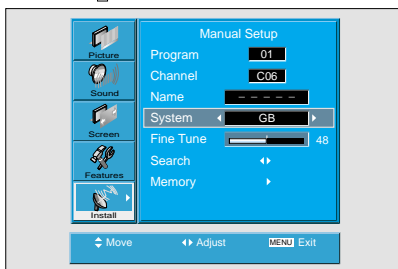 Manual Setup
Picture
Program 01
Channel C06
Sound
Name – – – – –
System GB
Screen
Fine Tune 48
Search
Features
Memory
Install
Move Adjust MENU Exit